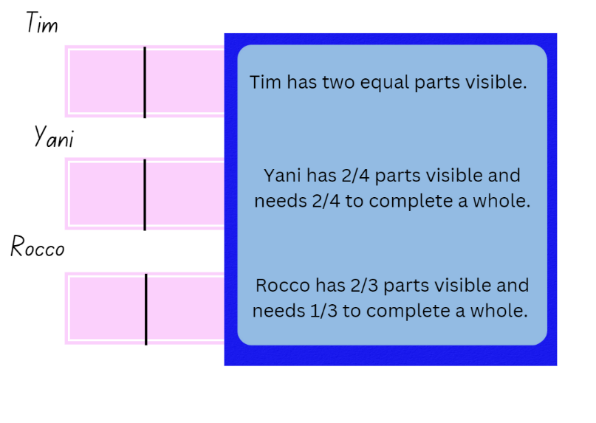 Tim
Tim has two equal parts visible.
Yani
Yani has 2/4 parts visible and
needs 2/4 to complete a whole.
Rocco
Rocco has 2/3 parts visible and
needs 1/3 to complete a whole.